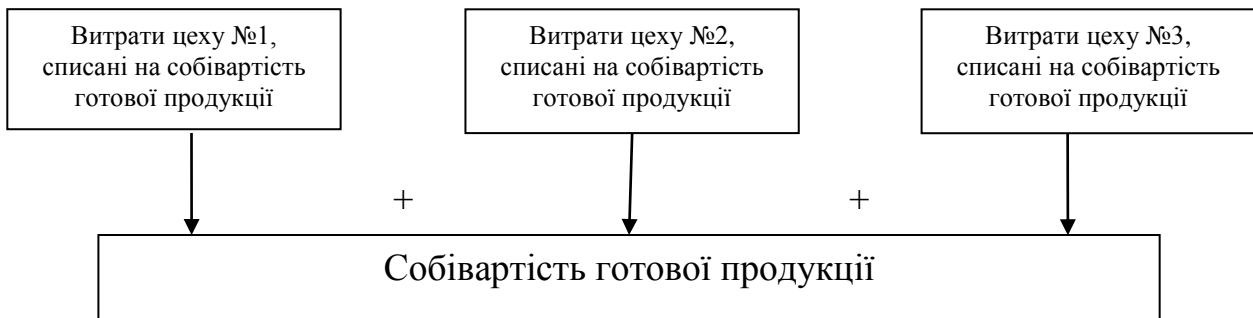 Витрати цеху №1,
списані на собівартість
готової продукції
Витрати цеху №2,
списані на собівартість
готової продукції
Витрати цеху №3,
списані на собівартість
готової продукції
+
+
Собівартість готової продукції